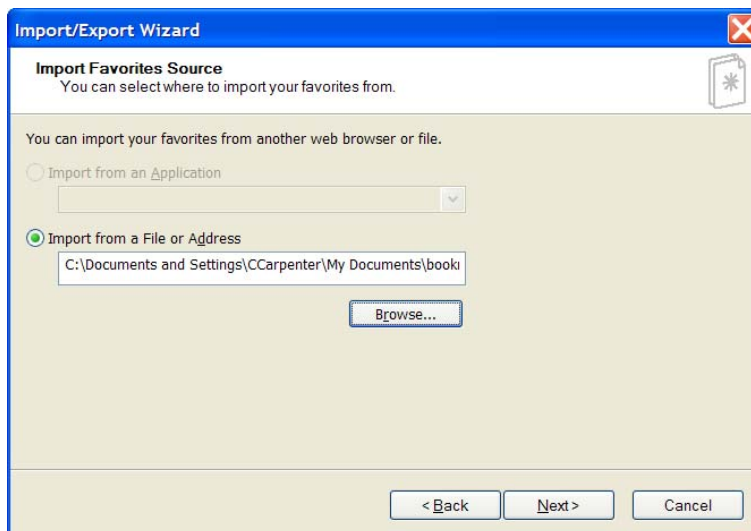 Import/Export Wizard
Import Favorites Source
You can select where to import your favorites from.
You can import your favorites from another web browser or file.
Import from an Application
Import from a File or Address
C:\Documents and Settings\CCarpenter\My Documents\book
Browse...
< Back
Next >
Cancel